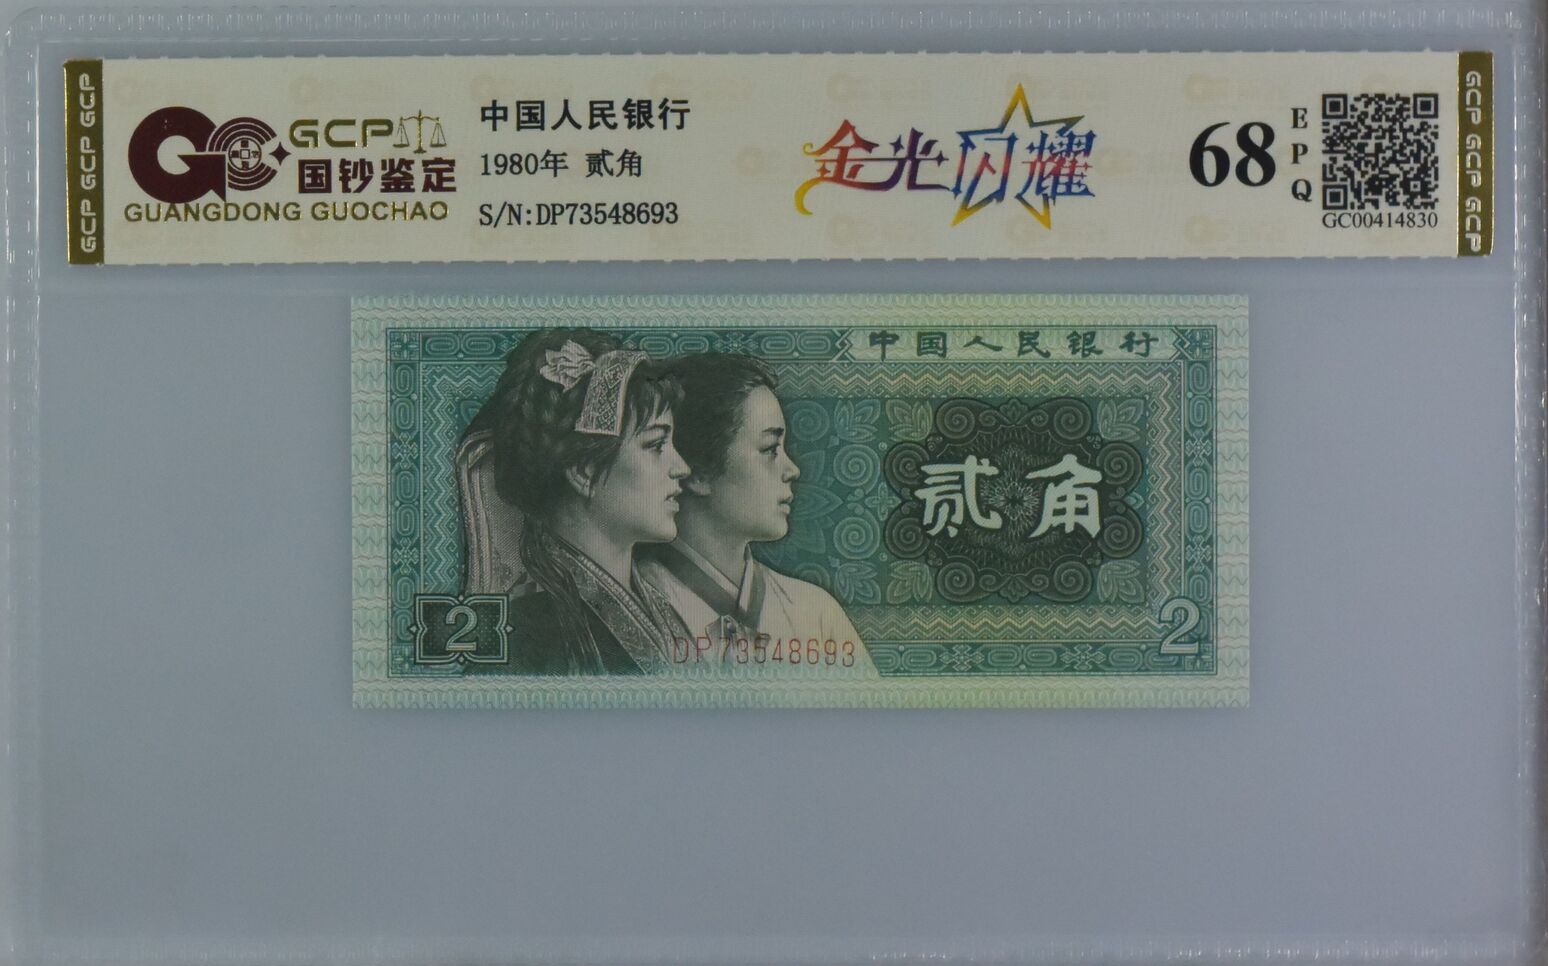 GCP GCP GCP
GCP
国钞鉴定
GUANGDONG GUOCHAO
中国人民银行
1980年 贰角
S/N:DP73548693
金光闪耀
68
EPQ
GC00414830
GCP GCP GCP
中国人民银行
贰角
2
2
DP73548693